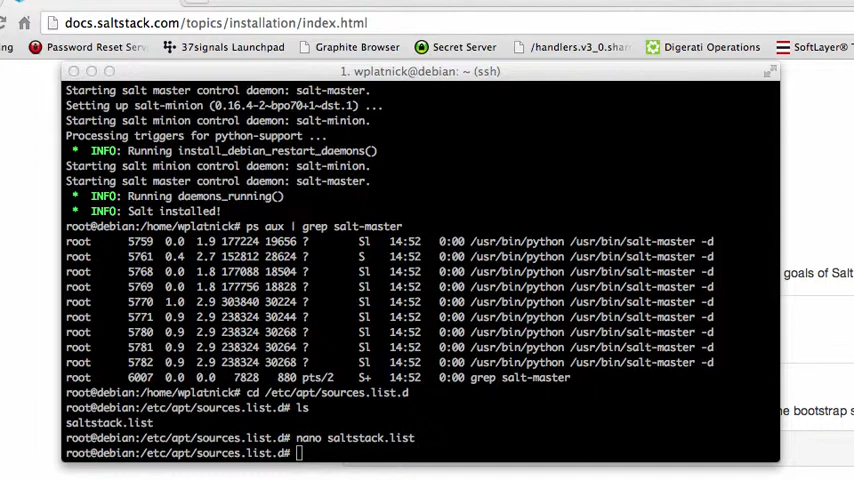 docs.saltstack.com/topics/installation/index.html
ng Password Reset Serv 37signals Launchpad Graphite Browser Secret Server /handlers.v3_0.shar Digerati Operations SoftLayer® T
1. wplatnick@debian: ~ (ssh)
Starting salt master control daemon: salt-master.
Setting up salt-minion (0.16.4-2~bpo70+1~dst.1) ...
Starting salt minion control daemon: salt-minion.
Processing triggers for python-support ...
* INFO: Running install_debian_restart_daemons()
Starting salt minion control daemon: salt-minion.
Starting salt master control daemon: salt-master.
* INFO: Running daemons_running()
* INFO: Salt installed!
root@debian:/home/wplatnick# ps aux | grep salt-master
root 5759 0.0 1.9 177224 19656 ? Sl 14:52 0:00 /usr/bin/python /usr/bin/salt-master -d
root 5761 0.4 2.7 152812 28624 ? S 14:52 0:00 /usr/bin/python /usr/bin/salt-master -d
root 5768 0.0 1.8 177088 18504 ? Sl 14:52 0:00 /usr/bin/python /usr/bin/salt-master -d
root 5769 0.0 1.8 177756 18828 ? Sl 14:52 0:00 /usr/bin/python /usr/bin/salt-master -d
root 5770 1.0 2.9 303840 30224 ? Sl 14:52 0:00 /usr/bin/python /usr/bin/salt-master -d
root 5771 0.9 2.9 238324 30244 ? Sl 14:52 0:00 /usr/bin/python /usr/bin/salt-master -d
root 5780 0.9 2.9 238324 30268 ? Sl 14:52 0:00 /usr/bin/python /usr/bin/salt-master -d
root 5781 0.9 2.9 238324 30264 ? Sl 14:52 0:00 /usr/bin/python /usr/bin/salt-master -d
root 5782 0.9 2.9 238324 30268 ? Sl 14:52 0:00 /usr/bin/python /usr/bin/salt-master -d
root 6007 0.0 0.0 7828 880 pts/2 S+ 14:52 0:00 grep salt-master
root@debian:/home/wplatnick# cd /etc/apt/sources.list.d
root@debian:/etc/apt/sources.list.d# ls
saltstack.list
root@debian:/etc/apt/sources.list.d# nano saltstack.list
root@debian:/etc/apt/sources.list.d#
goals of Salt
he bootstrap s